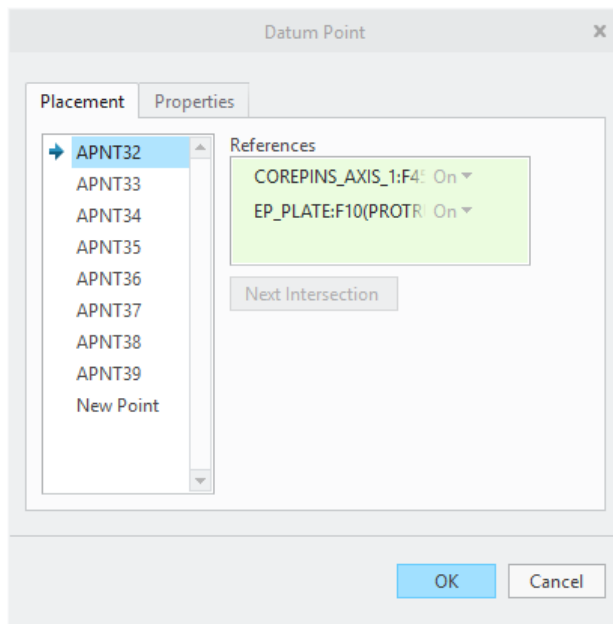 Datum Point
Placement Properties
APNT32
APNT33
APNT34
APNT35
APNT36
APNT37
APNT38
APNT39
New Point
References
COREPINS_AXIS_1:F45 On
EP_PLATE:F10(PROTR On
Next Intersection
OK Cancel